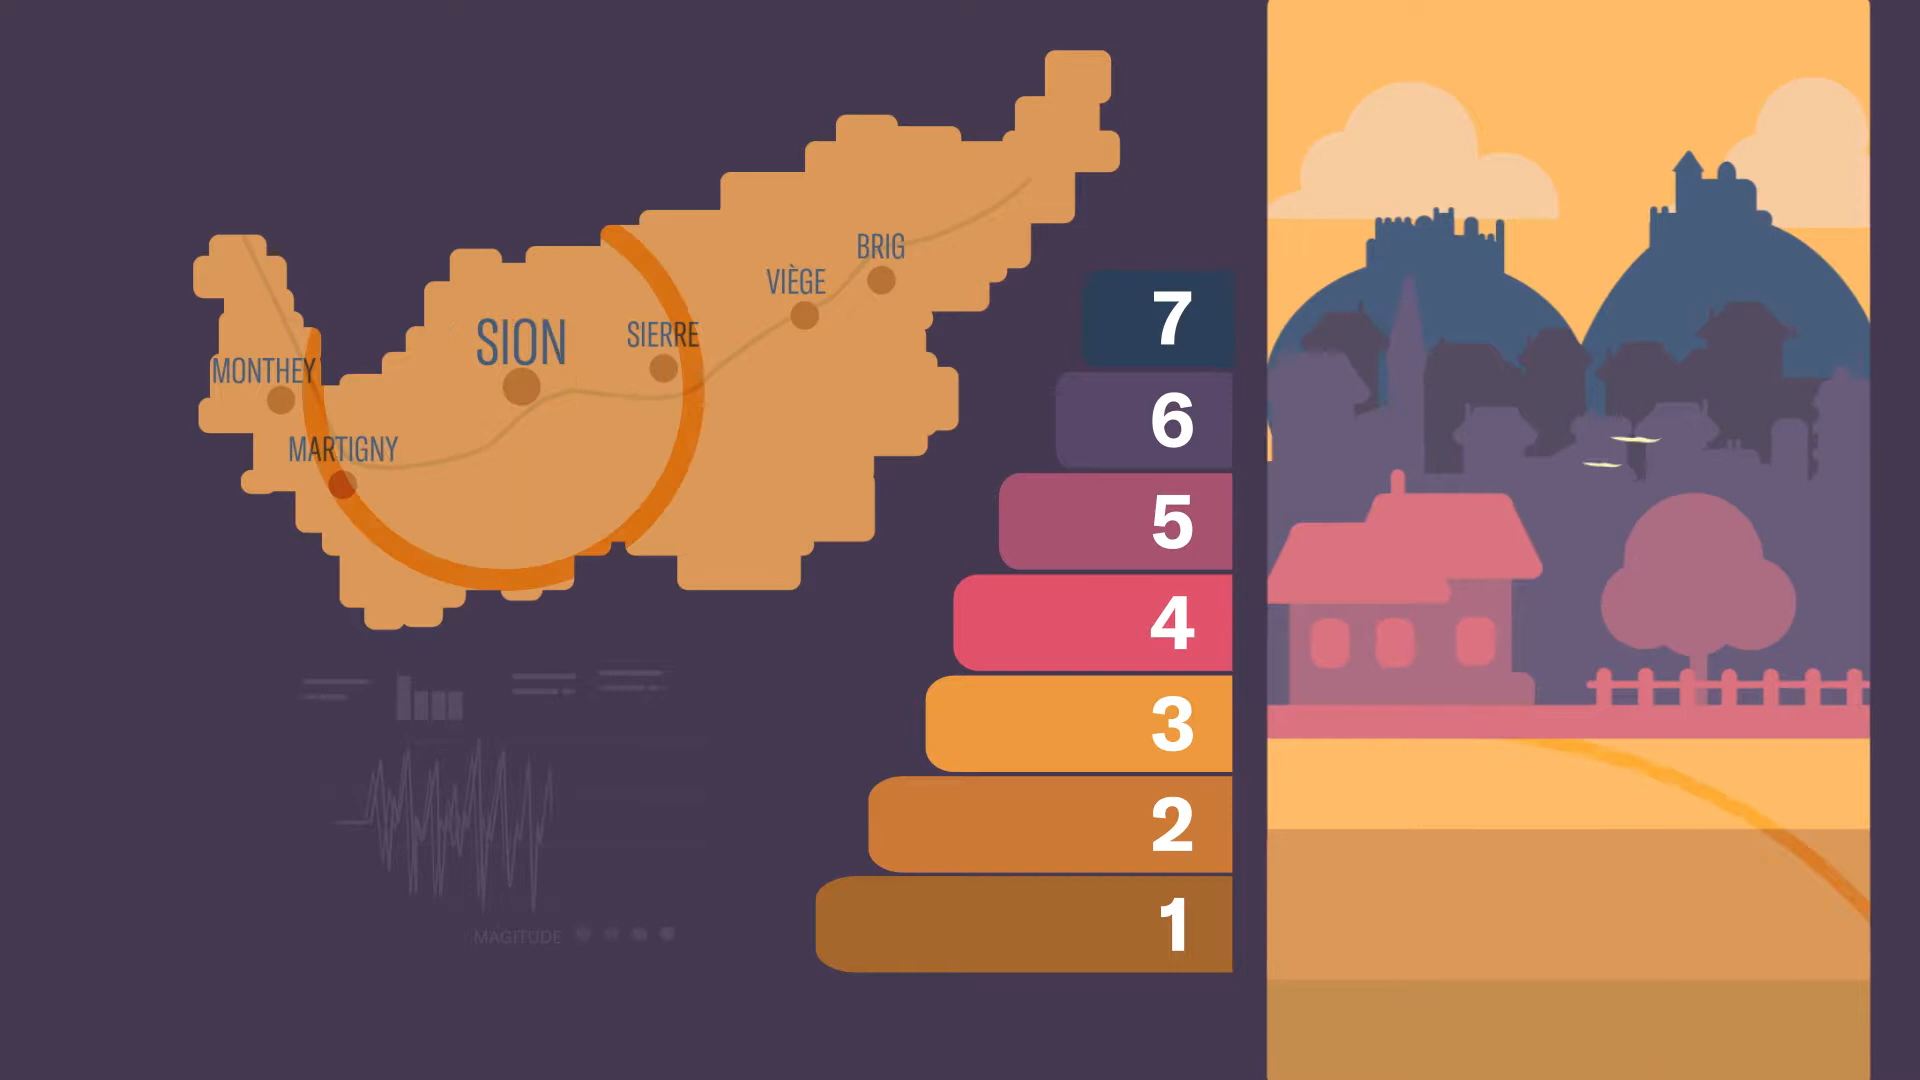 BRIG
VIÈGE
SION
SIERRE
MONTHEY
MARTIGNY
7
6
5
4
3
2
1
MAGITUDE